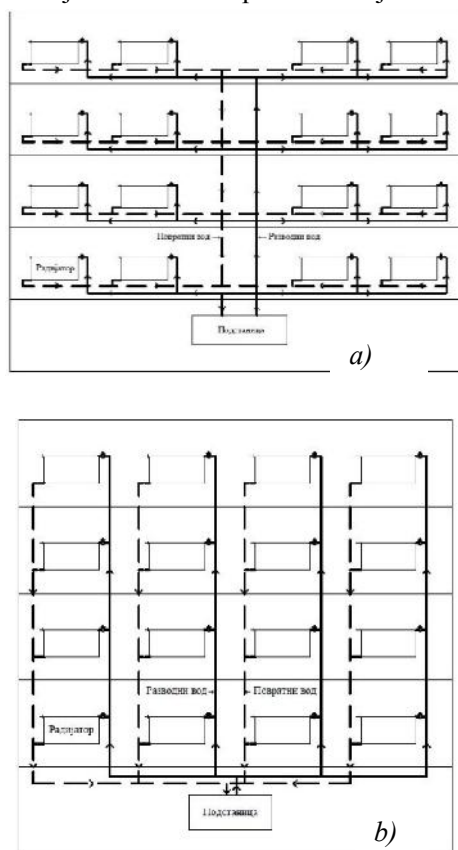 Повратни вод
Разводни вод
Радијатор
Подстаница
a)
Разводни вод
Повратни вод
Радијатор
Подстаница
b)